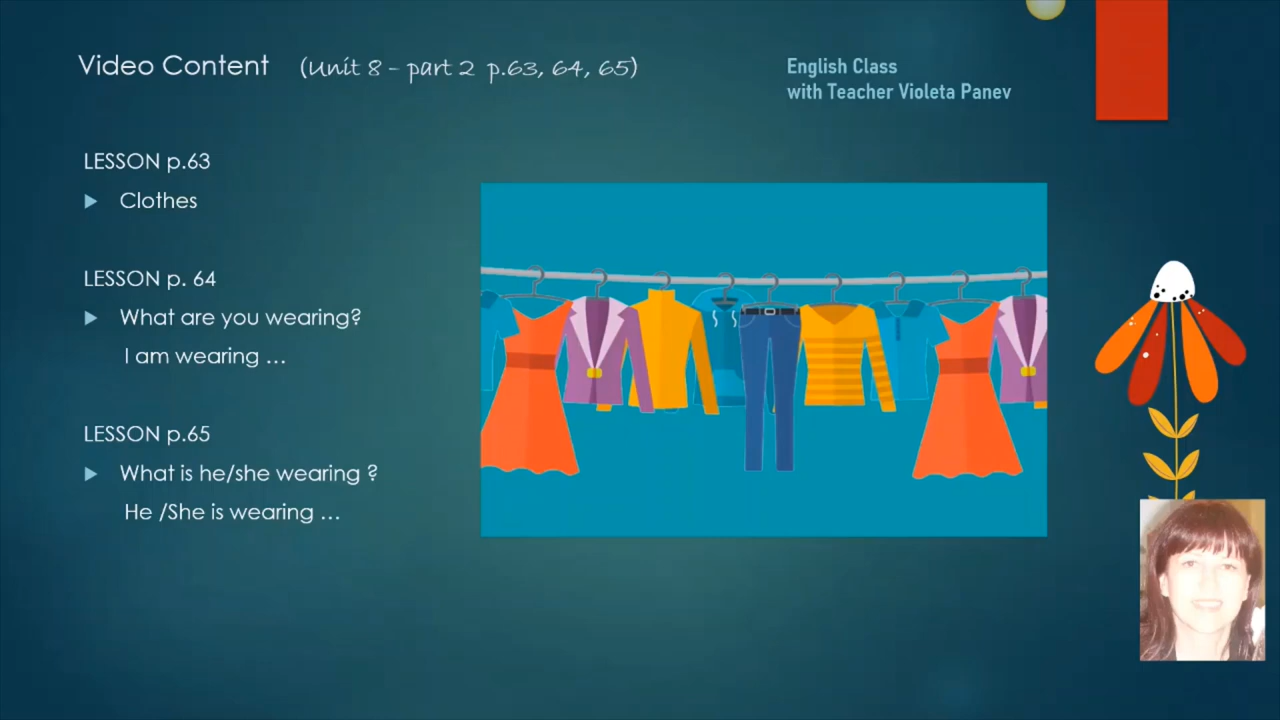 Video Content (Unit 8 - part 2 p.63, 64, 65)
English Class
with Teacher Violeta Panev
LESSON p.63
Clothes
LESSON p. 64
What are you wearing?
I am wearing …
LESSON p.65
What is he/she wearing ?
He /She is wearing …